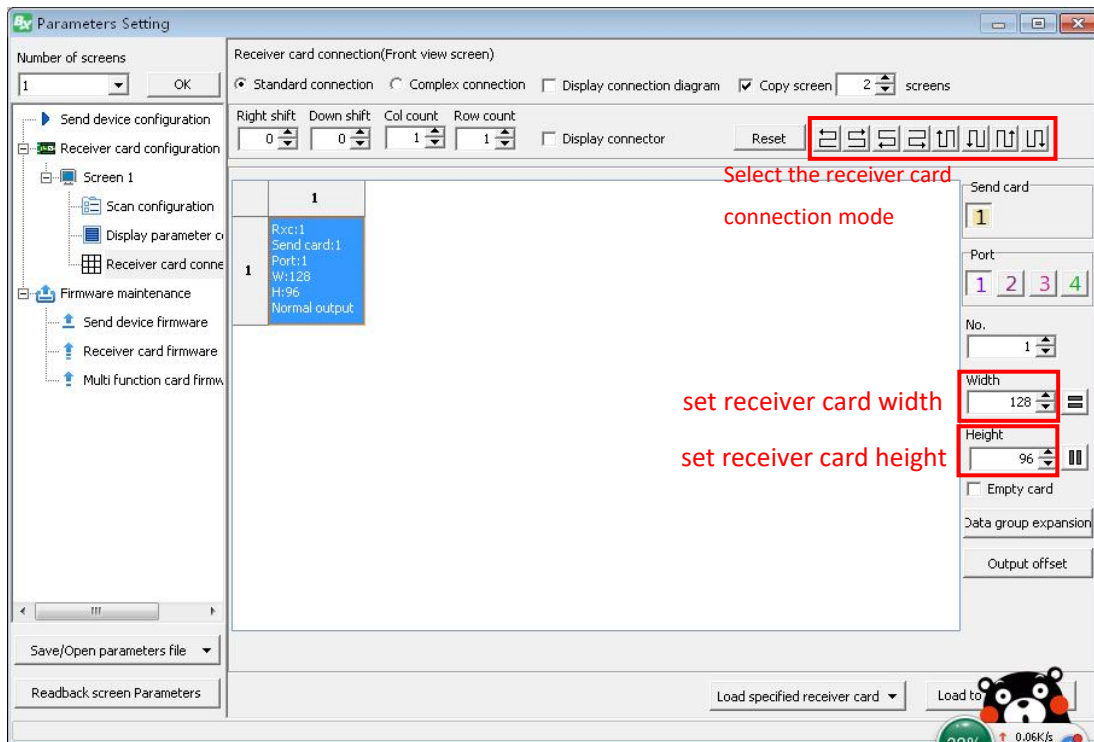 BX Parameters Setting
Number of screens
1 OK
Send device configuration
Receiver card configuration
Screen 1
Scan configuration
Display parameter c
Receiver card conne
Firmware maintenance
Send device firmware
Receiver card firmware
Multi function card firmw
Save/Open parameters file
Readback screen Parameters
Receiver card connection(Front view screen)
Standard connection Complex connection Display connection diagram Copy screen 2 screens
Right shift Down shift Col count Row count
0 0 1 1 Display connector Reset
Select the receiver card
connection mode
1
1
Rxc:1
Send card:1
Port:1
W:128
H:96
Normal output
Send card
1
Port
1 2 3 4
No.
1
Width
set receiver card width 128
Height
set receiver card height 96
Empty card
Data group expansion
Output offset
Load specified receiver card Load to
0.06K/s